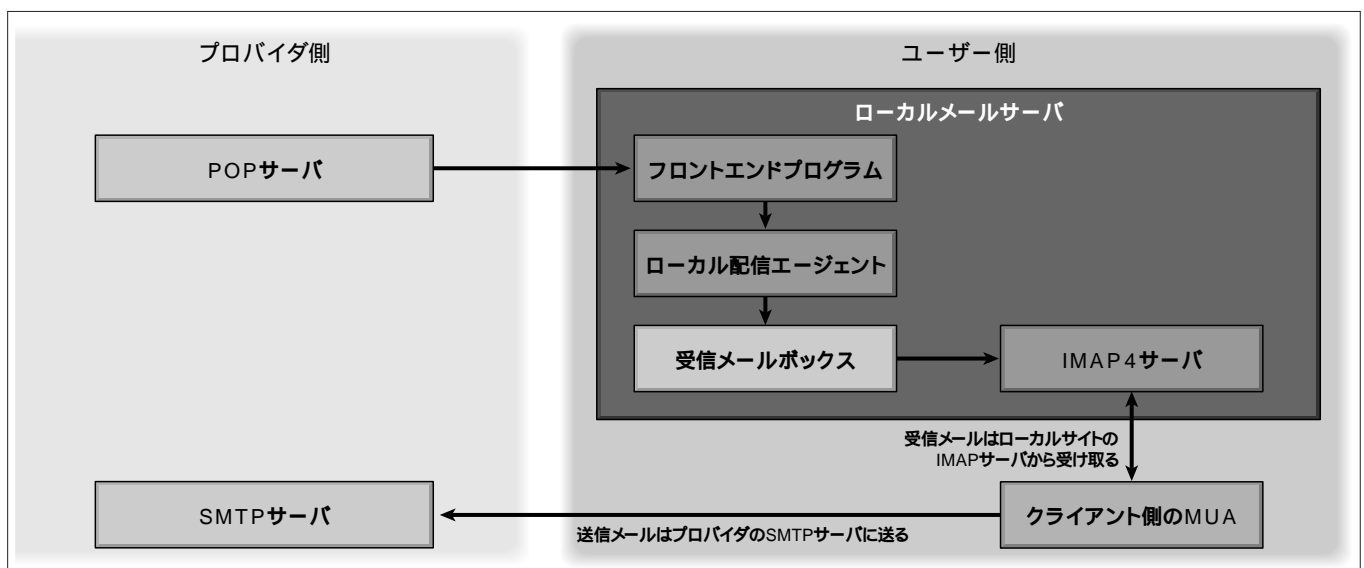 プロバイダ側
ユーザー側
ローカルメールサーバ
POPサーバ
フロントエンドプログラム
ローカル配信エージェント
受信メールボックス
IMAP4サーバ
受信メールはローカルサイトの
IMAPサーバから受け取る
SMTPサーバ
クライアント側のMUA
送信メールはプロバイダのSMTPサーバに送る